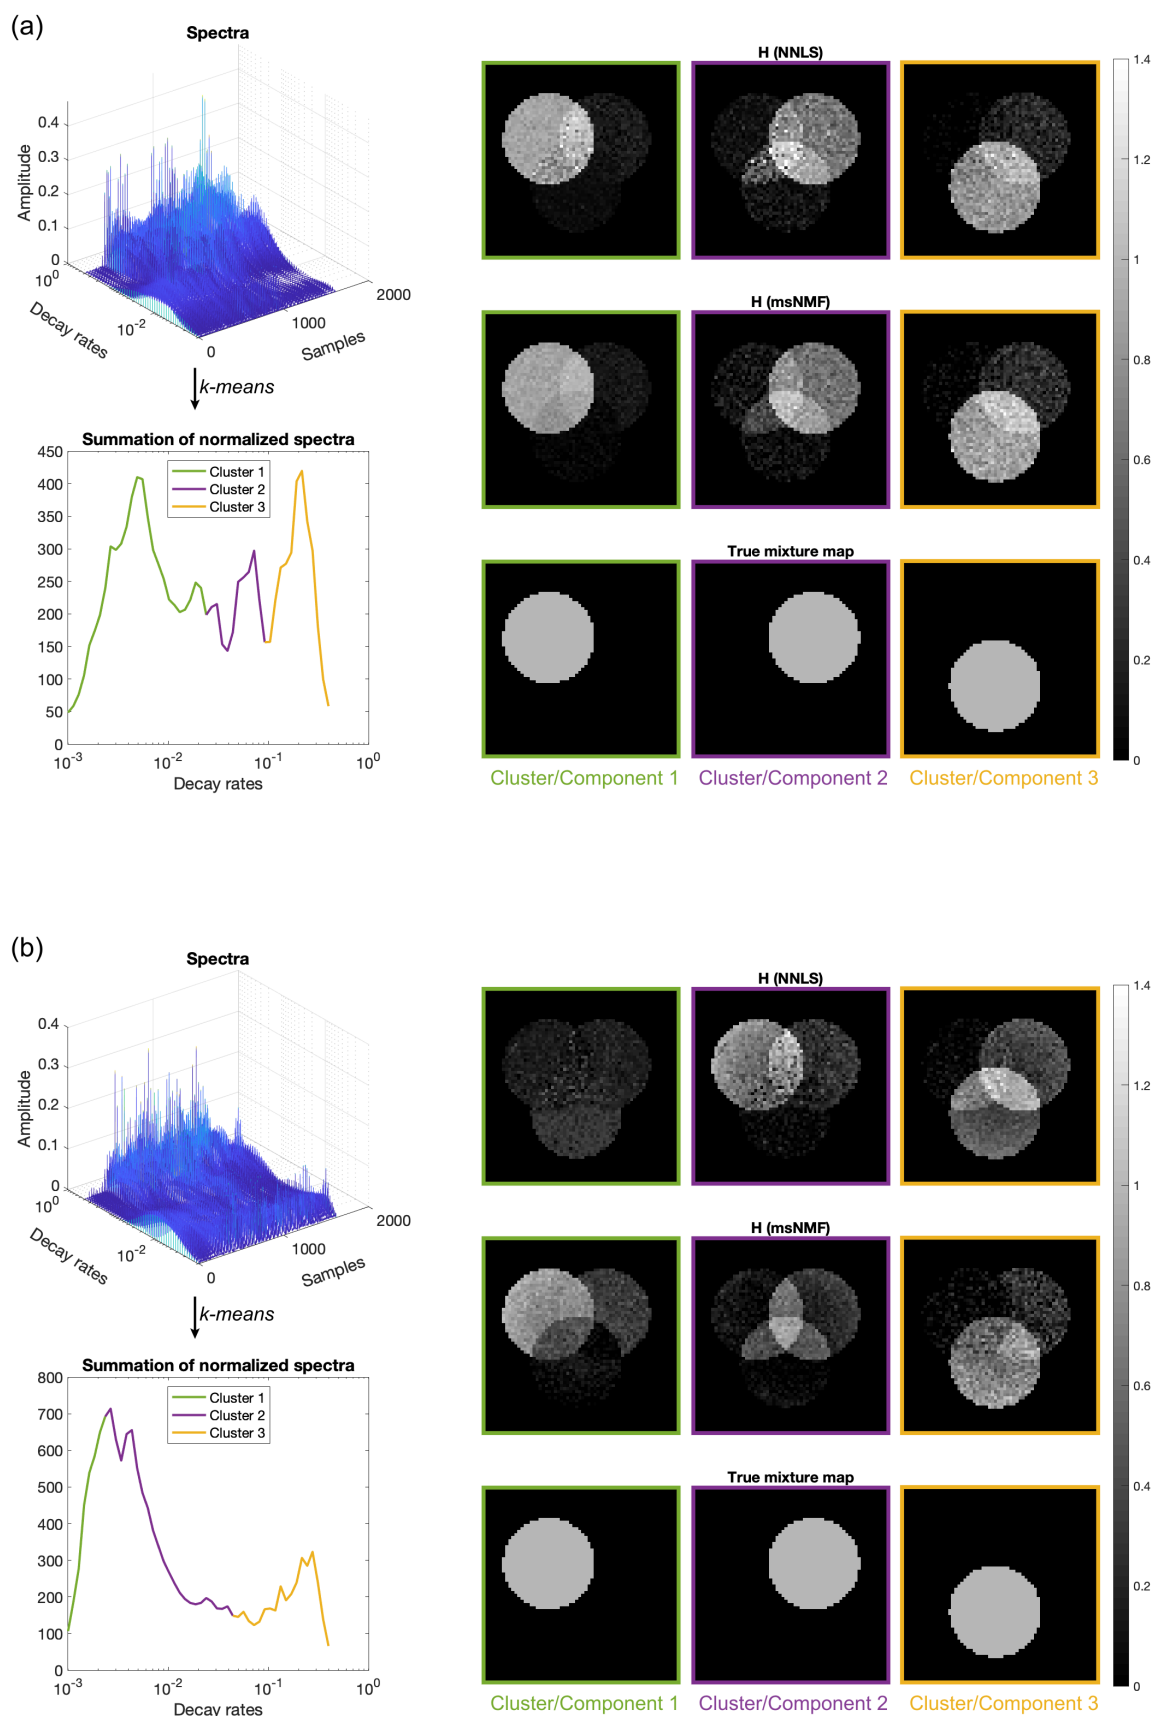 (a)
Spectra
Amplitude
0.4
0.3
0.2
0.1
0
10^0
10^-2
Decay rates
0
1000
2000
Samples
k-means
Summation of normalized spectra
450
400
350
300
250
200
150
100
50
0
Cluster 1
Cluster 2
Cluster 3
10^-3
10^-2
10^-1
10^0
Decay rates
H (NNLS)
H (msNMF)
True mixture map
Cluster/Component 1
Cluster/Component 2
Cluster/Component 3
1.4
1.2
1
0.8
0.6
0.4
0.2
0
(b)
Spectra
Amplitude
0.4
0.3
0.2
0.1
0
10^0
10^-2
Decay rates
0
1000
2000
Samples
k-means
Summation of normalized spectra
800
700
600
500
400
300
200
100
0
Cluster 1
Cluster 2
Cluster 3
10^-3
10^-2
10^-1
10^0
Decay rates
H (NNLS)
H (msNMF)
True mixture map
Cluster/Component 1
Cluster/Component 2
Cluster/Component 3
1.4
1.2
1
0.8
0.6
0.4
0.2
0